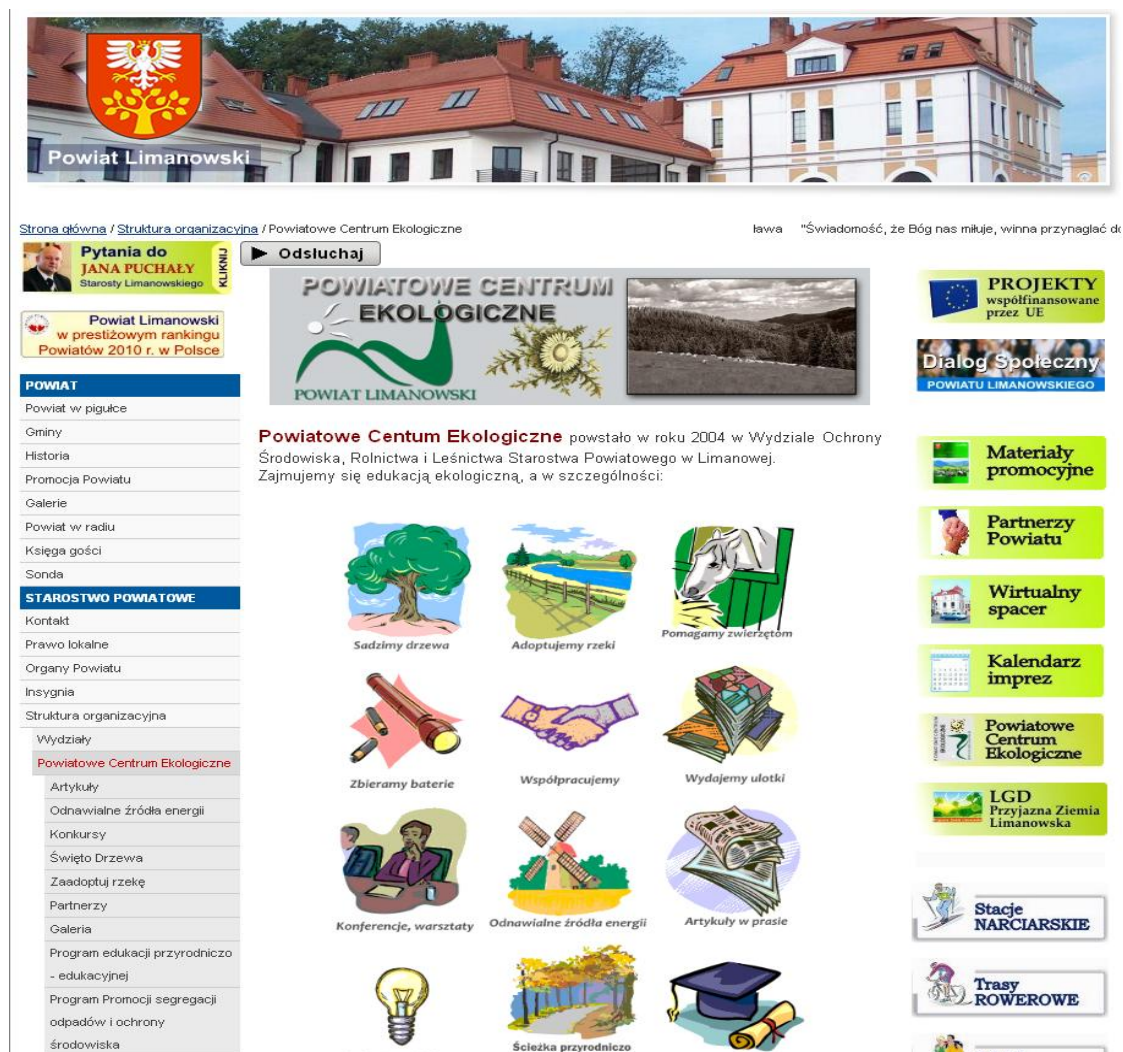 Powiat Limanowski
Strona główna / Struktura organizacyjna / Powiatowe Centrum Ekologiczne
ława "Świadomość, że Bóg nas miłuje, winna przynaglać do
Pytania do
JANA PUCHAŁY
Starosty Limanowskiego
KLIKNIJ
Powiat Limanowski
w prestiżowym rankingu
Powiatów 2010 r. w Polsce
POWIAT
Powiat w pigułce
Gminy
Historia
Promocja Powiatu
Galerie
Powiat w radiu
Księga gości
Sonda
STAROSTWO POWIATOWE
Kontakt
Prawo lokalne
Organy Powiatu
Insygnia
Struktura organizacyjna
Wydziały
Powiatowe Centrum Ekologiczne
Artykuły
Odnawialne źródła energii
Konkursy
Święto Drzewa
Zaadoptuj rzekę
Partnerzy
Galeria
Program edukacji przyrodniczo
- edukacyjnej
Program Promocji segregacji
odpadów i ochrony
środowiska
Odsłuchaj
POWIATOWE CENTRUM
EKOLOGICZNE
POWIAT LIMANOWSKI
Powiatowe Centum Ekologiczne powstało w roku 2004 w Wydziale Ochrony
Środowiska, Rolnictwa i Leśnictwa Starostwa Powiatowego w Limanowej.
Zajmujemy się edukacją ekologiczną, a w szczególności:
Sadzimy drzewa
Adoptujemy rzeki
Pomagamy zwierzętom
Zbieramy baterie
Współpracujemy
Wydajemy ulotki
Konferencje, warsztaty
Odnawialne źródła energii
Artykuły w prasie
Ścieżka przyrodniczo
PROJEKTY
współfinansowane
przez UE
Dialog Społeczny
POWIATU LIMANOWSKIEGO
Materiały
promocyjne
Partnerzy
Powiatu
Wirtualny
spacer
Kalendarz
imprez
Powiatowe
Centrum
Ekologiczne
LGD
Przyjazna Ziemia
Limanowska
Stacje
NARCIARSKIE
Trasy
ROWEROWE